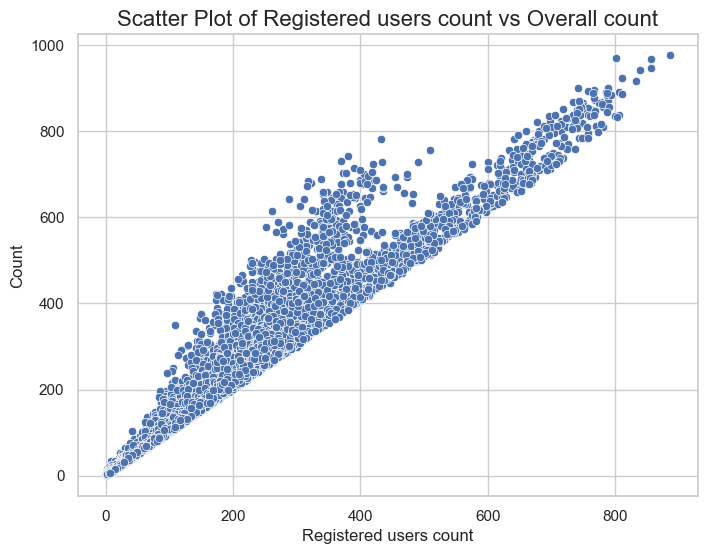 Scatter Plot of Registered users count vs Overall count
1000
800
600
400
200
0
Count
0 200 400 600 800
Registered users count